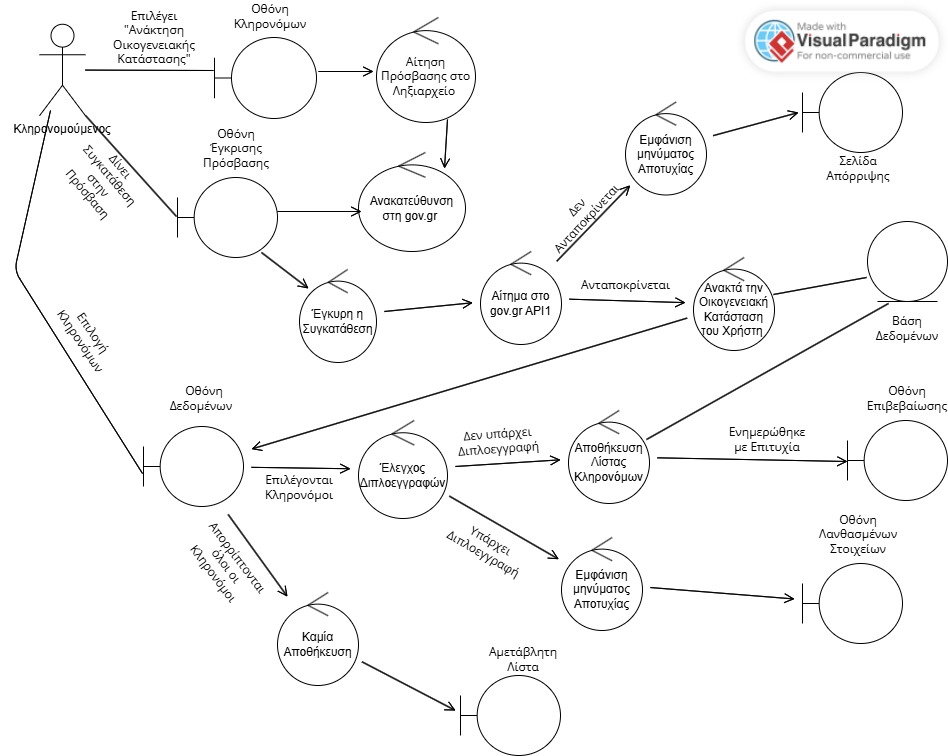 Επιλέγει
"Ανάκτηση
Οικογενειακής
Κατάστασης"
Οθόνη
Κληρονόμων
Αίτηση
Πρόσβασης στο
Ληξιαρχείο
Made with
Visual Paradigm
For non-commercial use
Κληρονομούμενος
Δίνει
Συγκατάθεση
στην
Πρόσβαση
Οθόνη
Έγκρισης
Πρόσβασης
Ανακατεύθυνση
στη gov.gr
Εμφάνιση
μηνύματος
Αποτυχίας
Σελίδα
Απόρριψης
Δεν
Ανταποκρίνεται
Έγκυρη η
Συγκατάθεση
Αίτημα στο
gov.gr API1
Ανταποκρίνεται
Ανακτά την
Οικογενειακή
Κατάσταση
του Χρήστη
Βάση
Δεδομένων
Επιλογή
Κληρονόμων
Οθόνη
Δεδομένων
Επιλέγονται
Κληρονόμοι
Έλεγχος
Διπλοεγγραφών
Δεν υπάρχει
Διπλοεγγραφή
Αποθήκευση
Λίστας
Κληρονόμων
Ενημερώθηκε
με Επιτυχία
Οθόνη
Επιβεβαίωσης
Υπάρχει
Διπλοεγγραφή
Εμφάνιση
μηνύματος
Αποτυχίας
Οθόνη
Λανθασμένων
Στοιχείων
Απορρίπτονται
όλοι οι
Κληρονόμοι
Καμία
Αποθήκευση
Αμετάβλητη
Λίστα